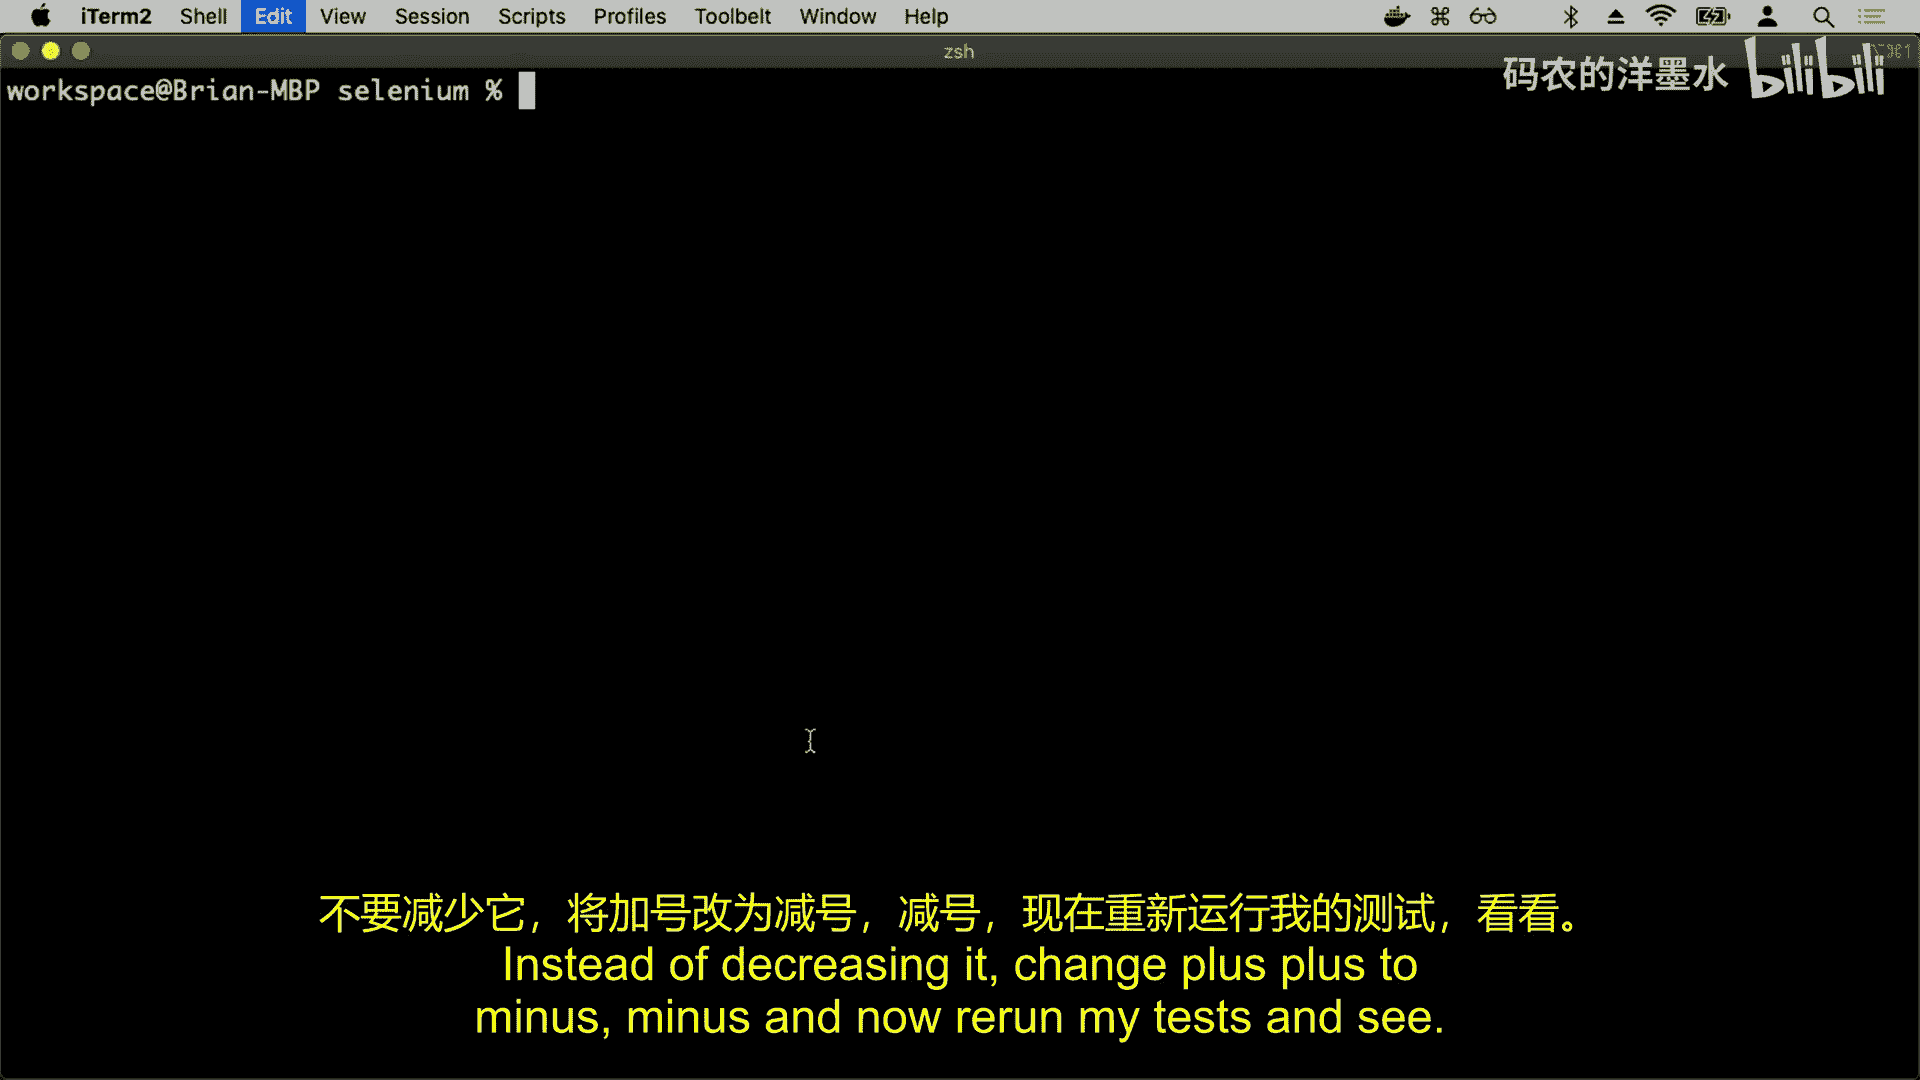 iTerm2 Shell Edit View Session Scripts Profiles Toolbelt Window Help
zsh
⌥⌘1
workspace@Brian-MBP selenium %
码农的洋墨水 bilibili
不要减少它，将加号改为减号，减号，现在重新运行我的测试，看看。
Instead of decreasing it, change plus plus to
minus, minus and now rerun my tests and see.